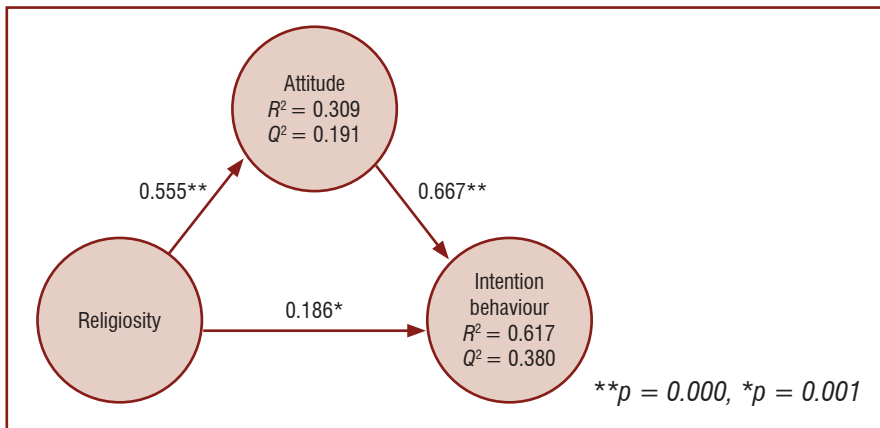 Attitude
R² = 0.309
Q² = 0.191
0.555**
0.667**
Religiosity
0.186*
Intention
behaviour
R² = 0.617
Q² = 0.380
**p = 0.000, *p = 0.001